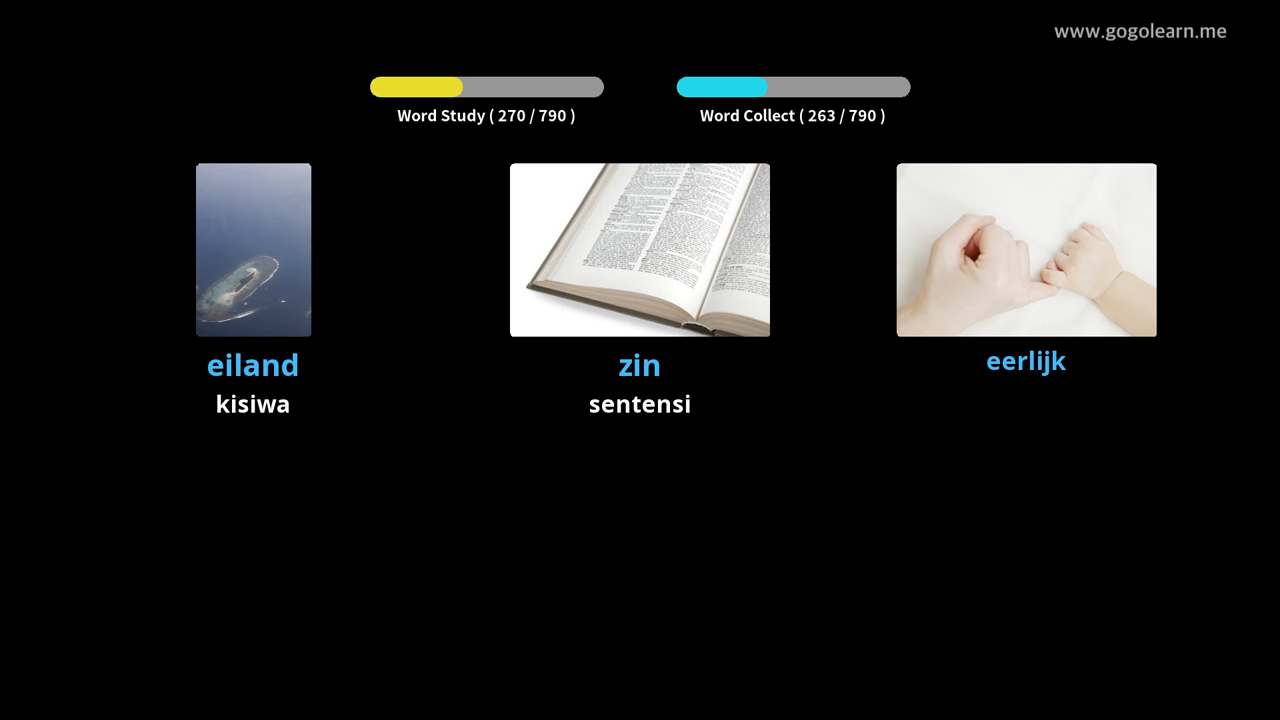 www.gogolearn.me
Word Study ( 270 / 790 )
Word Collect ( 263 / 790 )
eiland
kisiwa
zin
sentensi
eerlijk